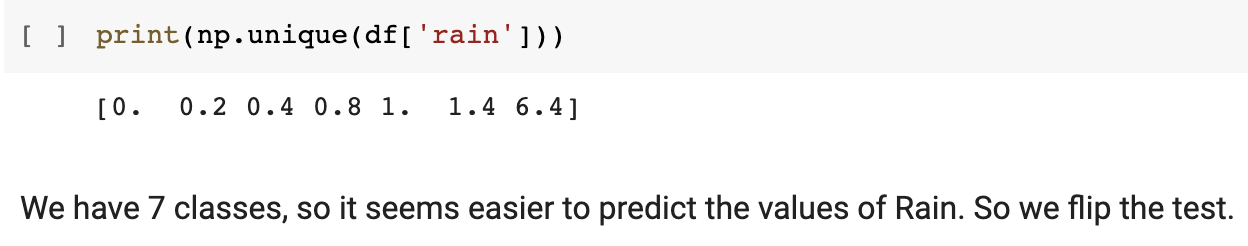 [ ] print(np.unique(df['rain']))
[0.  0.2 0.4 0.8 1.  1.4 6.4]
We have 7 classes, so it seems easier to predict the values of Rain. So we flip the test.